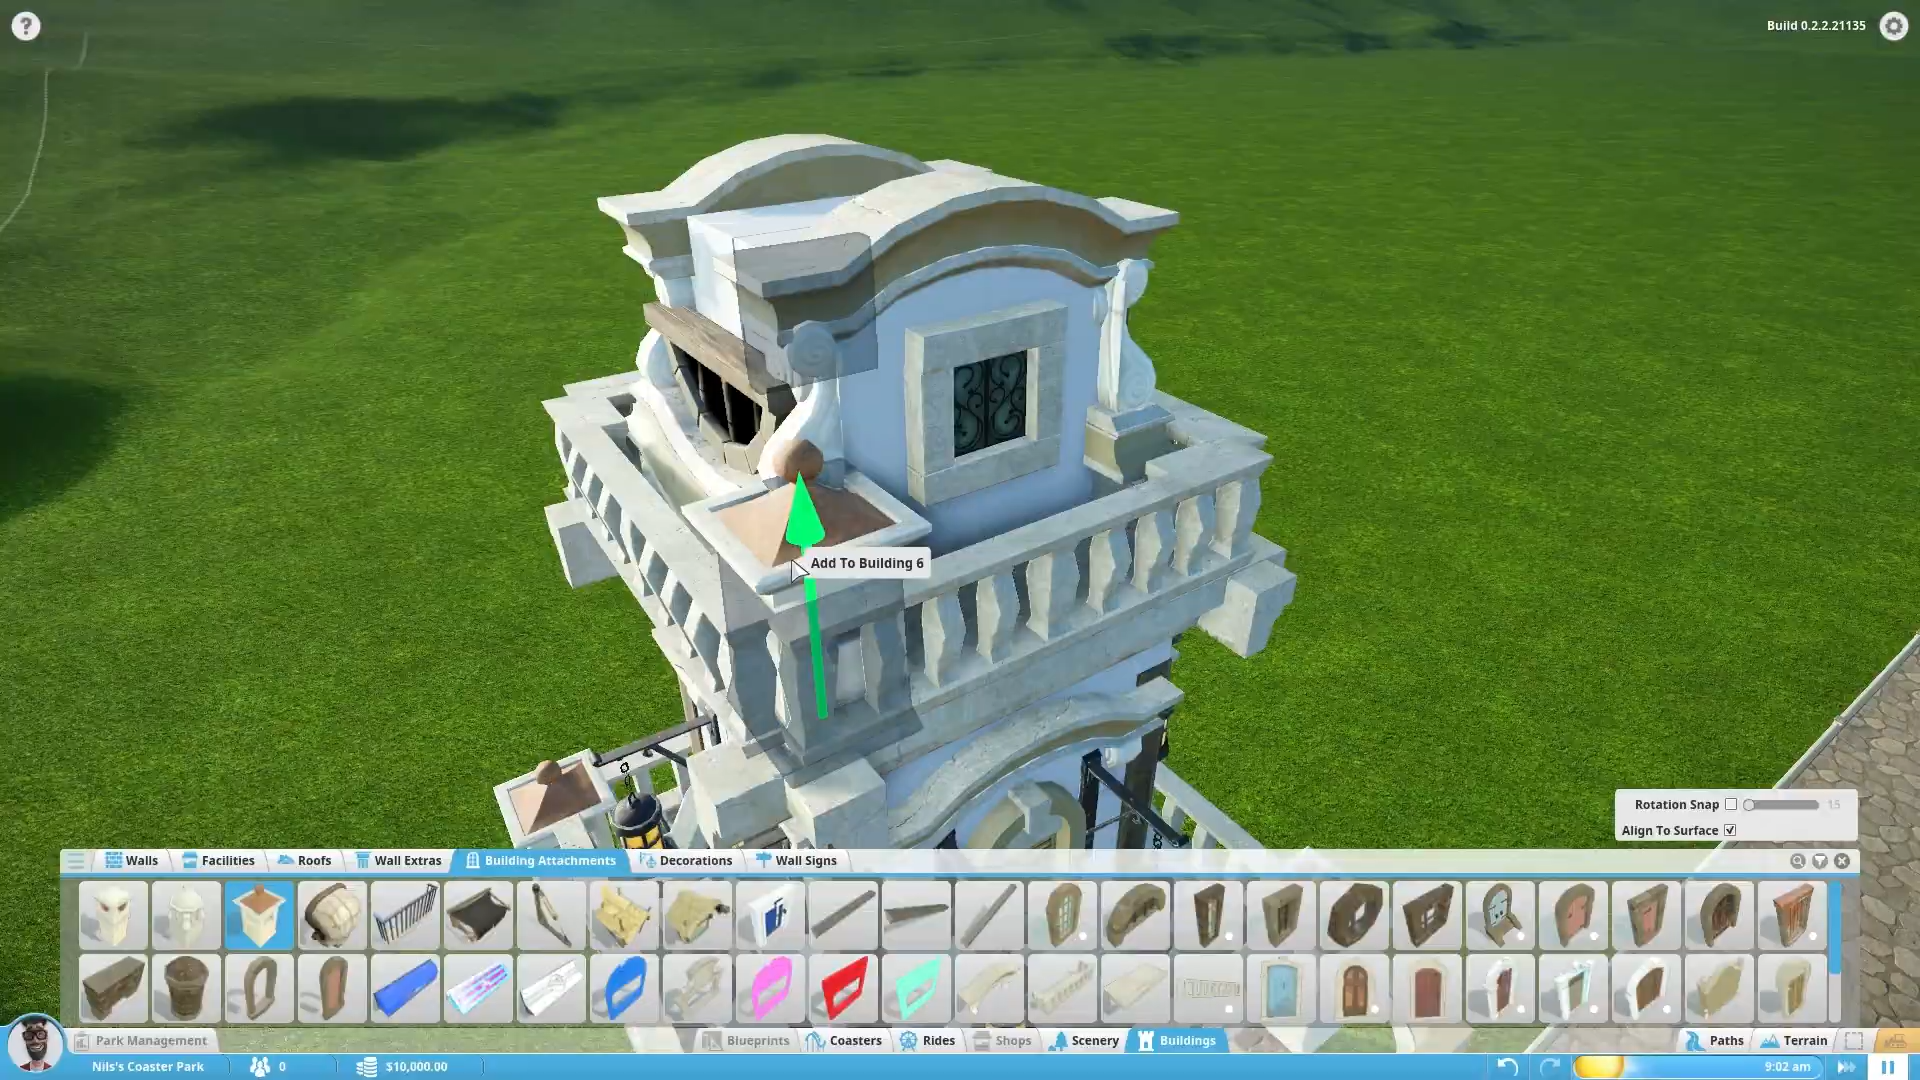 ?
Build 0.2.2.21135
Add To Building 6
Rotation Snap 15
Align To Surface
Walls Facilities Roofs Wall Extras Building Attachments Decorations Wall Signs
Park Management Blueprints Coasters Rides Shops Scenery Buildings Paths Terrain
Nils's Coaster Park 0 $10,000.00 9:02 am